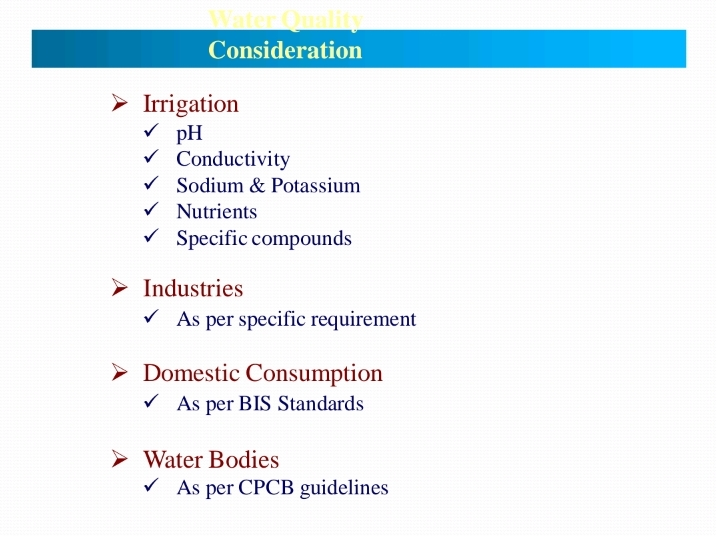 Water Quality
Consideration
Irrigation
pH
Conductivity
Sodium & Potassium
Nutrients
Specific compounds
Industries
As per specific requirement
Domestic Consumption
As per BIS Standards
Water Bodies
As per CPCB guidelines